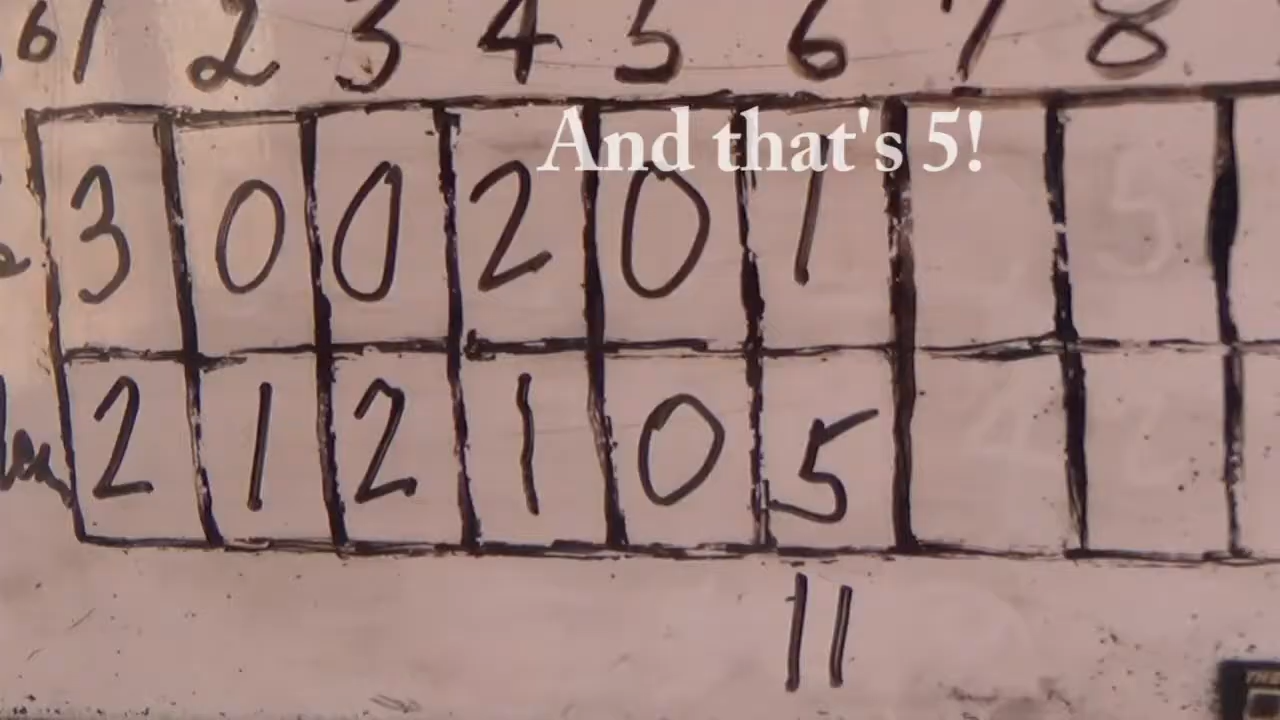 6 1 2 3 4 5 6 7 8
And that's 5!
3 0 0 2 0 1
2 1 2 1 0 5
11